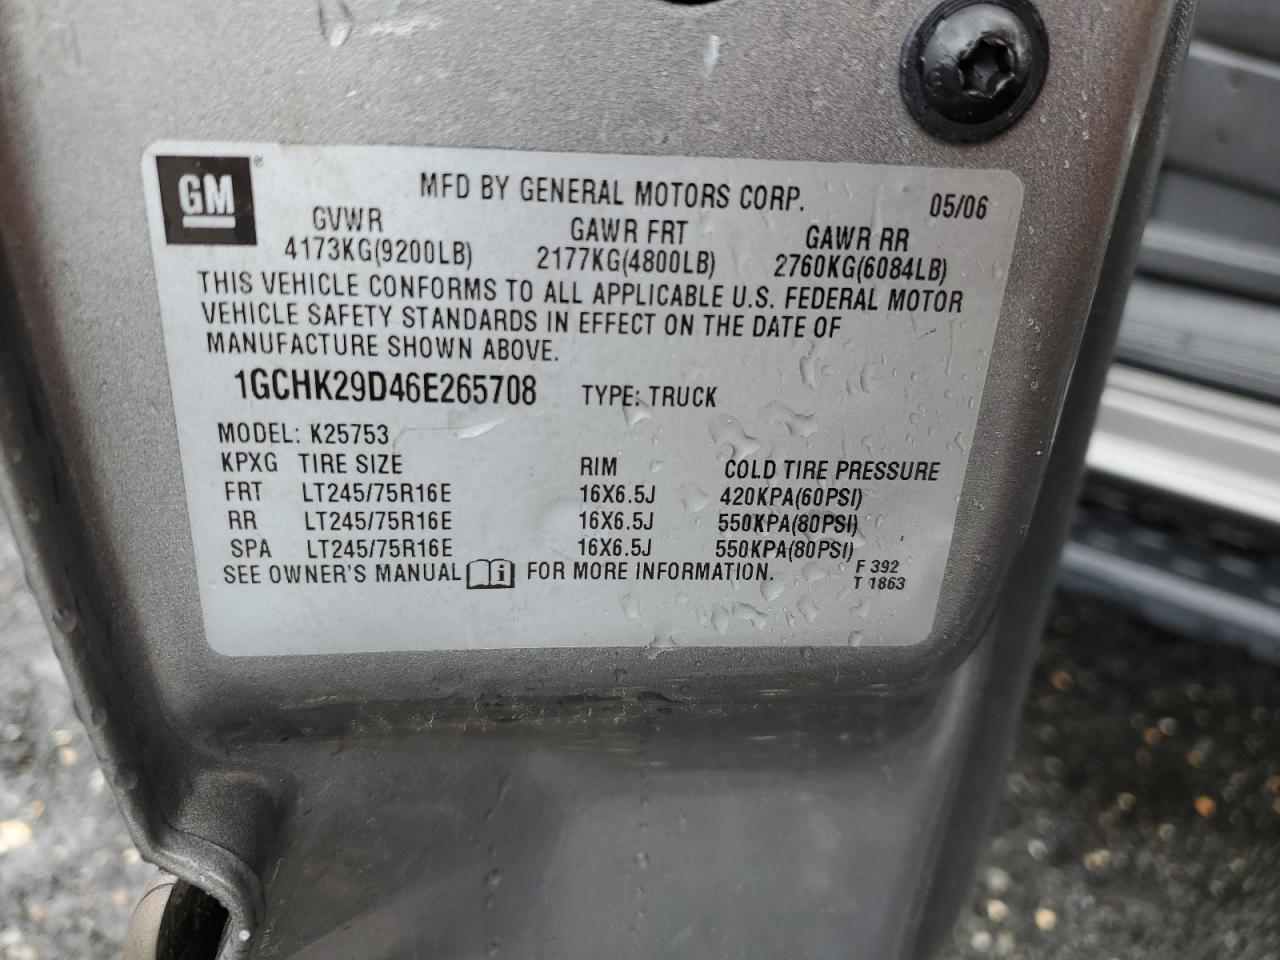 GM ®
MFD BY GENERAL MOTORS CORP. 05/06
GVWR GAWR FRT GAWR RR
4173KG(9200LB) 2177KG(4800LB) 2760KG(6084LB)
THIS VEHICLE CONFORMS TO ALL APPLICABLE U.S. FEDERAL MOTOR
VEHICLE SAFETY STANDARDS IN EFFECT ON THE DATE OF
MANUFACTURE SHOWN ABOVE.
1GCHK29D46E265708 TYPE: TRUCK
MODEL: K25753
KPXG TIRE SIZE RIM COLD TIRE PRESSURE
FRT LT245/75R16E 16X6.5J 420KPA(60PSI)
RR LT245/75R16E 16X6.5J 550KPA(80PSI)
SPA LT245/75R16E 16X6.5J 550KPA(80PSI)
SEE OWNER'S MANUAL i FOR MORE INFORMATION. F 392
T 1863